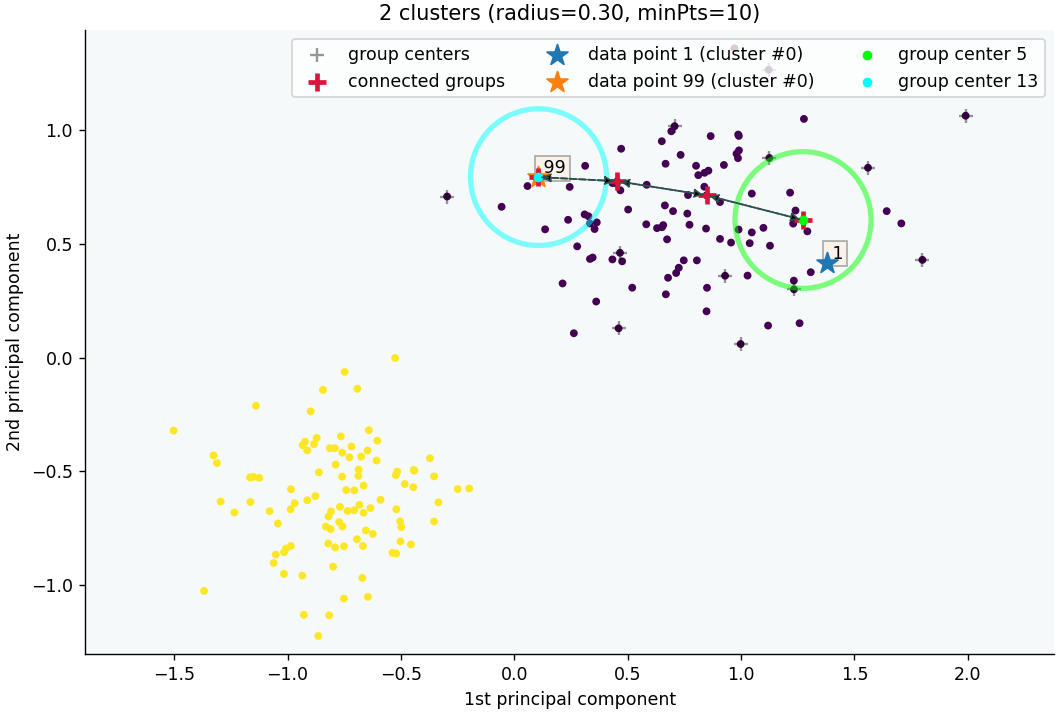 2 clusters (radius=0.30, minPts=10)
group centers
connected groups
data point 1 (cluster #0)
data point 99 (cluster #0)
group center 5
group center 13
1.0
0.5
0.0
−0.5
−1.0
2nd principal component
99
1
−1.5 −1.0 −0.5 0.0 0.5 1.0 1.5 2.0
1st principal component